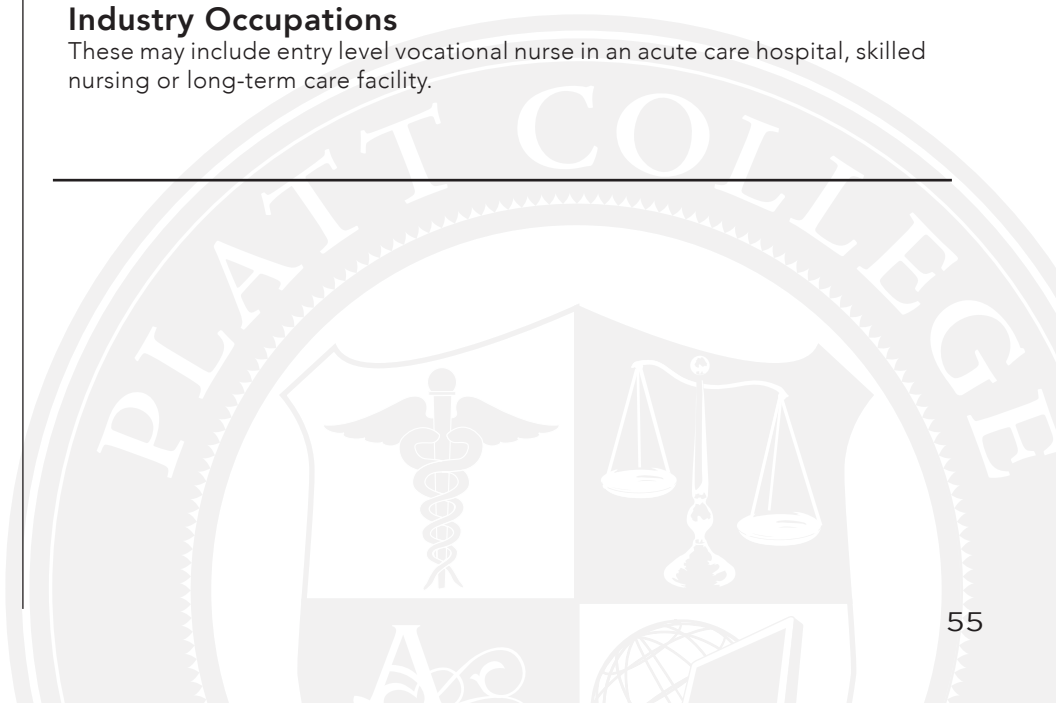 Industry Occupations
These may include entry level vocational nurse in an acute care hospital, skilled
nursing or long-term care facility.
PLATT COLLEGE
A
55